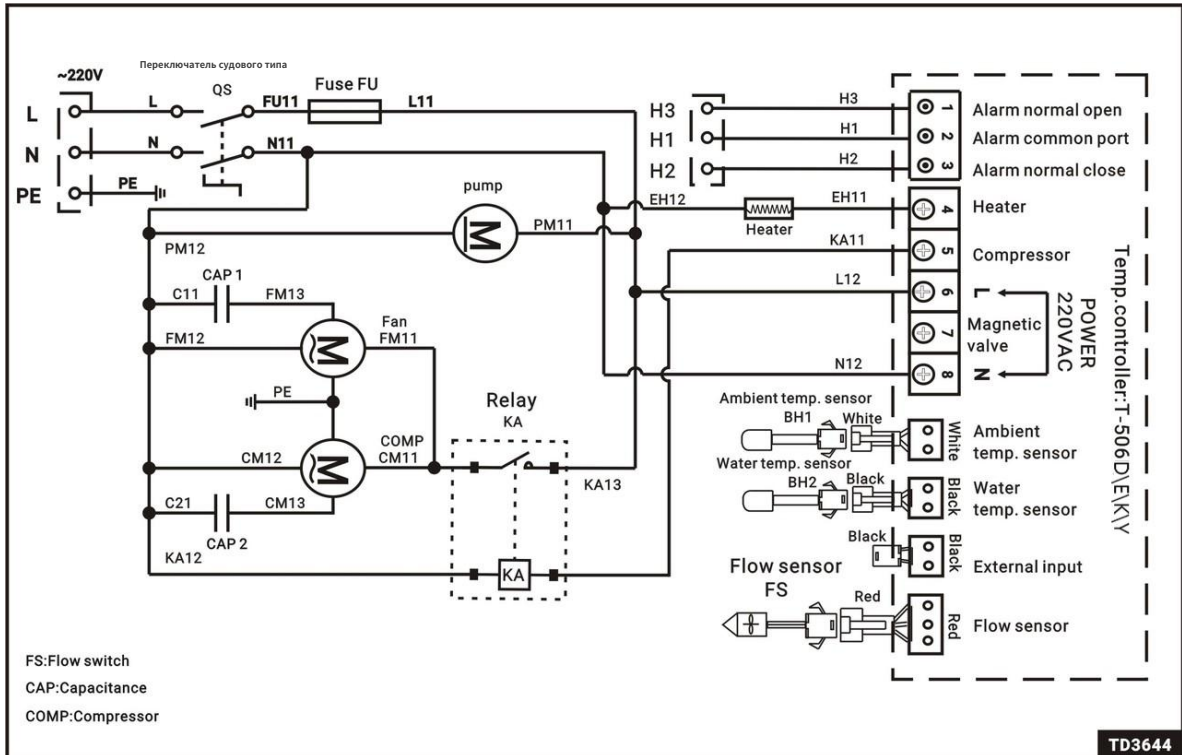 Переключатель судового типа
~220V
QS
Fuse FU
L
L
FU11
L11
N
N
N11
PE
PE
pump
PM12
PM11
CAP 1
C11
FM13
Fan
FM12
FM11
M
M
M
PE
Relay
KA
COMP
CM12
CM11
KA13
C21
CM13
CAP 2
KA12
KA
H3
H3
1
Alarm normal open
H1
H1
2
Alarm common port
H2
H2
3
Alarm normal close
EH12
EH11
4
Heater
Heater
KA11
5
Compressor
L12
6
L
7
Magnetic
valve
N12
8
N
POWER
220VAC
Temp.controller:T-506D\E\K\Y
Ambient temp. sensor
BH1
White
White
Ambient
temp. sensor
Water temp. sensor
BH2
Black
Black
Water
temp. sensor
Black
Black
External input
Flow sensor
FS
Red
Red
Flow sensor
FS:Flow switch
CAP:Capacitance
COMP:Compressor
TD3644